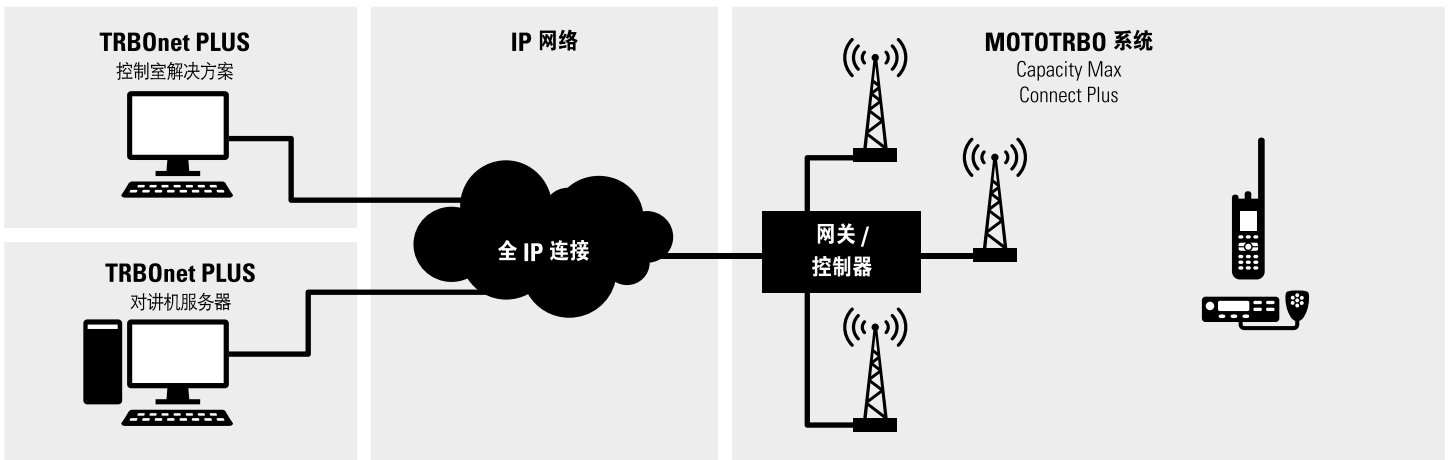 TRBOnet PLUS
控制室解决方案
TRBOnet PLUS
对讲机服务器
IP 网络
全 IP 连接
MOTOTRBO 系统
Capacity Max
Connect Plus
网关 /
控制器